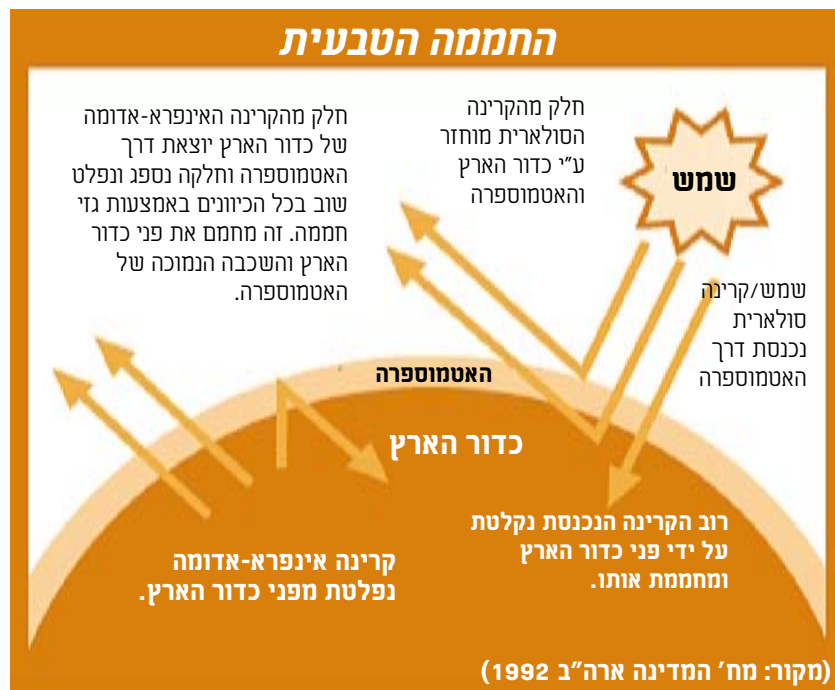 החממה הטבעית
חלק מהקרינה
הסולארית מוחזר
ע"י כדור הארץ
והאטמוספרה
חלק מהקרינה האינפרא-אדומה
של כדור הארץ יוצאת דרך
האטמוספרה וחלקה נספג ונפלט
שוב בכל הכיוונים באמצעות גזי
חממה. זה מחמם את פני כדור
הארץ והשכבה הנמוכה של
האטמוספרה.
שמש
שמש/קרינה
סולארית
נכנסת דרך
האטמוספרה
האטמוספרה
כדור הארץ
רוב הקרינה הנכנסת נקלטת
על ידי פני כדור הארץ
ומחממת אותו.
קרינה אינפרא-אדומה
נפלטת מפני כדור הארץ.
(מקור: מח' המדינה ארה"ב 1992)